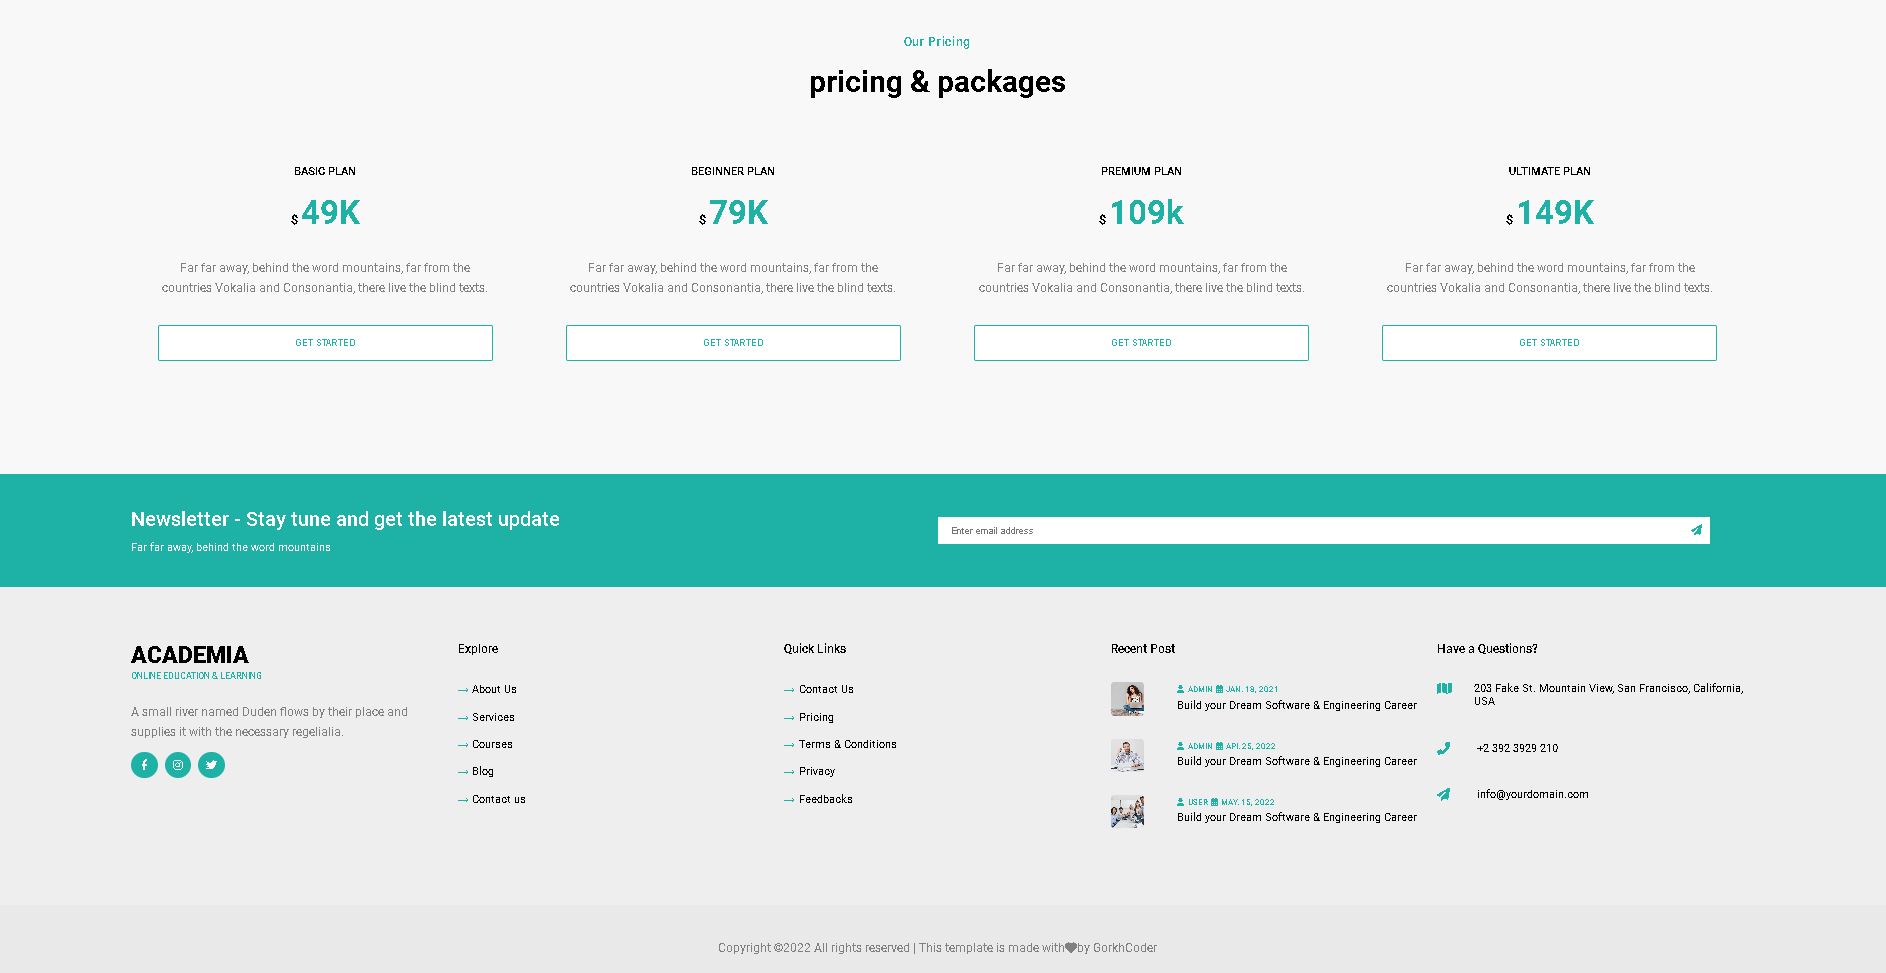 Our Pricing
pricing & packages
BASIC PLAN
$ 49K
Far far away, behind the word mountains, far from the
countries Vokalia and Consonantia, there live the blind texts.
GET STARTED
BEGINNER PLAN
$ 79K
Far far away, behind the word mountains, far from the
countries Vokalia and Consonantia, there live the blind texts.
GET STARTED
PREMIUM PLAN
$ 109k
Far far away, behind the word mountains, far from the
countries Vokalia and Consonantia, there live the blind texts.
GET STARTED
ULTIMATE PLAN
$ 149K
Far far away, behind the word mountains, far from the
countries Vokalia and Consonantia, there live the blind texts.
GET STARTED
Newsletter - Stay tune and get the latest update
Far far away, behind the word mountains
Enter email address
ACADEMIA
ONLINE EDUCATION & LEARNING
A small river named Duden flows by their place and
supplies it with the necessary regelialia.
Explore
About Us
Services
Courses
Blog
Contact us
Quick Links
Contact Us
Pricing
Terms & Conditions
Privacy
Feedbacks
Recent Post
ADMIN JAN. 18, 2021
Build your Dream Software & Engineering Career
ADMIN API. 25, 2022
Build your Dream Software & Engineering Career
USER MAY. 15, 2022
Build your Dream Software & Engineering Career
Have a Questions?
203 Fake St. Mountain View, San Francisco, California,
USA
+2 392 3929 210
info@yourdomain.com
Copyright ©2022 All rights reserved | This template is made with♥by GorkhCoder